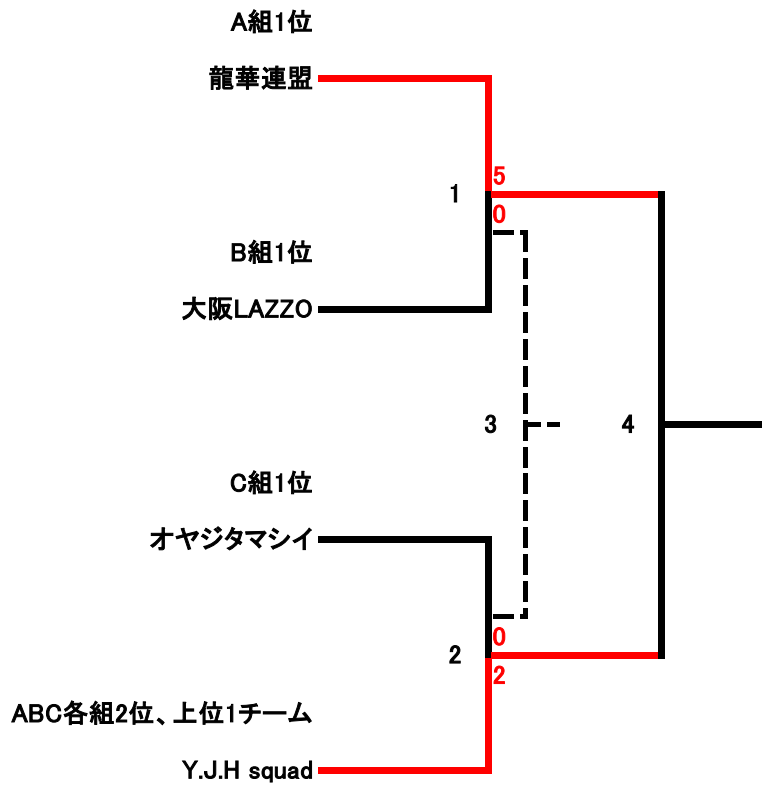 A組1位
龍華連盟
5
1
0
B組1位
大阪LAZZO
3
4
C組1位
オヤジタマシイ
0
2
2
ABC各組2位、上位1チーム
Y.J.H squad